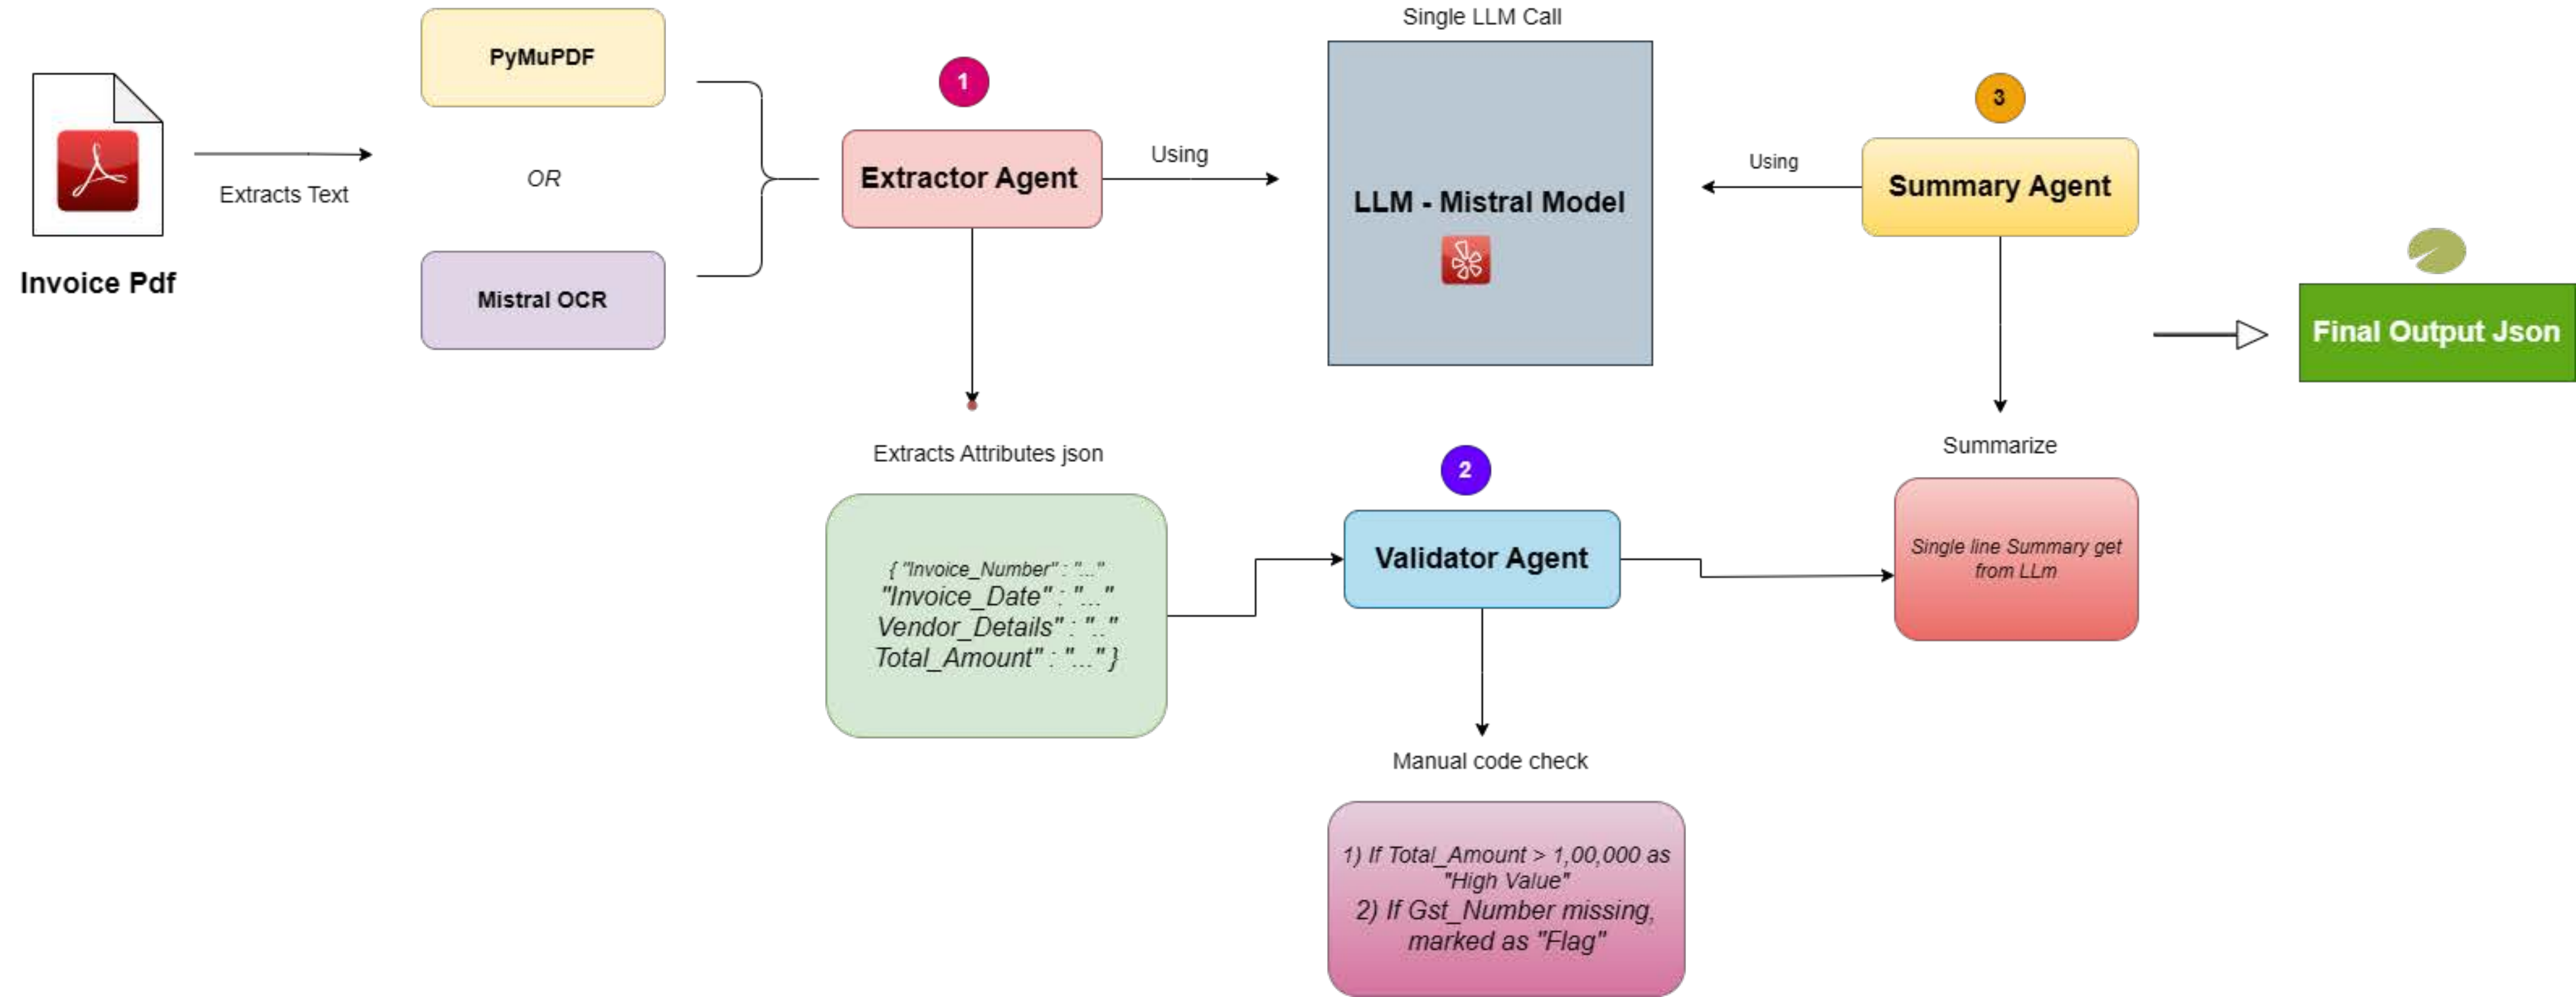 Invoice Pdf
Extracts Text
PyMuPDF
OR
Mistral OCR
1
Extractor Agent
Using
Single LLM Call
LLM - Mistral Model
3
Using
Summary Agent
Final Output Json
Extracts Attributes json
{ "Invoice_Number" : "..."
"Invoice_Date" : "..."
Vendor_Details" : ".."
Total_Amount" : "..." }
2
Validator Agent
Summarize
Single line Summary get
from LLm
Manual code check
1) If Total_Amount > 1,00,000 as
"High Value"
2) If Gst_Number missing,
marked as "Flag"